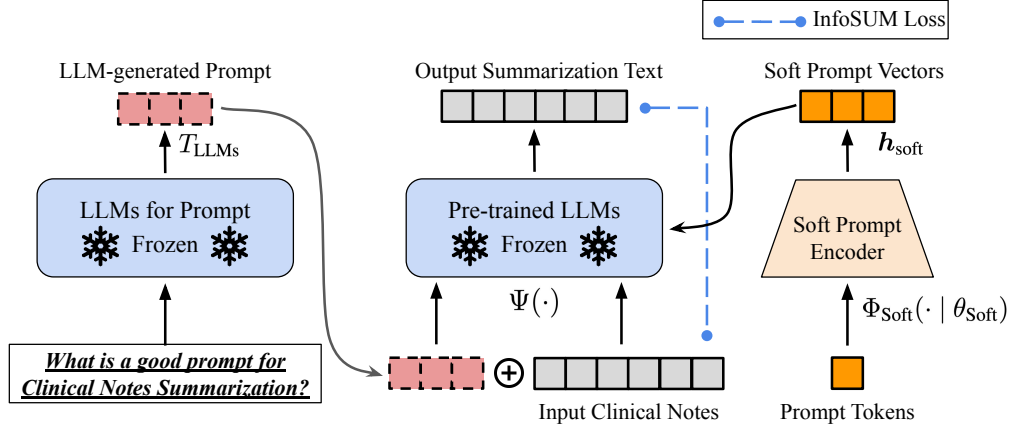 InfoSUM Loss
LLM-generated Prompt
Output Summarization Text
Soft Prompt Vectors
T_LLMs
h_soft
LLMs for Prompt
Frozen
Pre-trained LLMs
Frozen
Soft Prompt
Encoder
Ψ(·)
Φ_Soft(· | θ_Soft)
What is a good prompt for
Clinical Notes Summarization?
Input Clinical Notes
Prompt Tokens